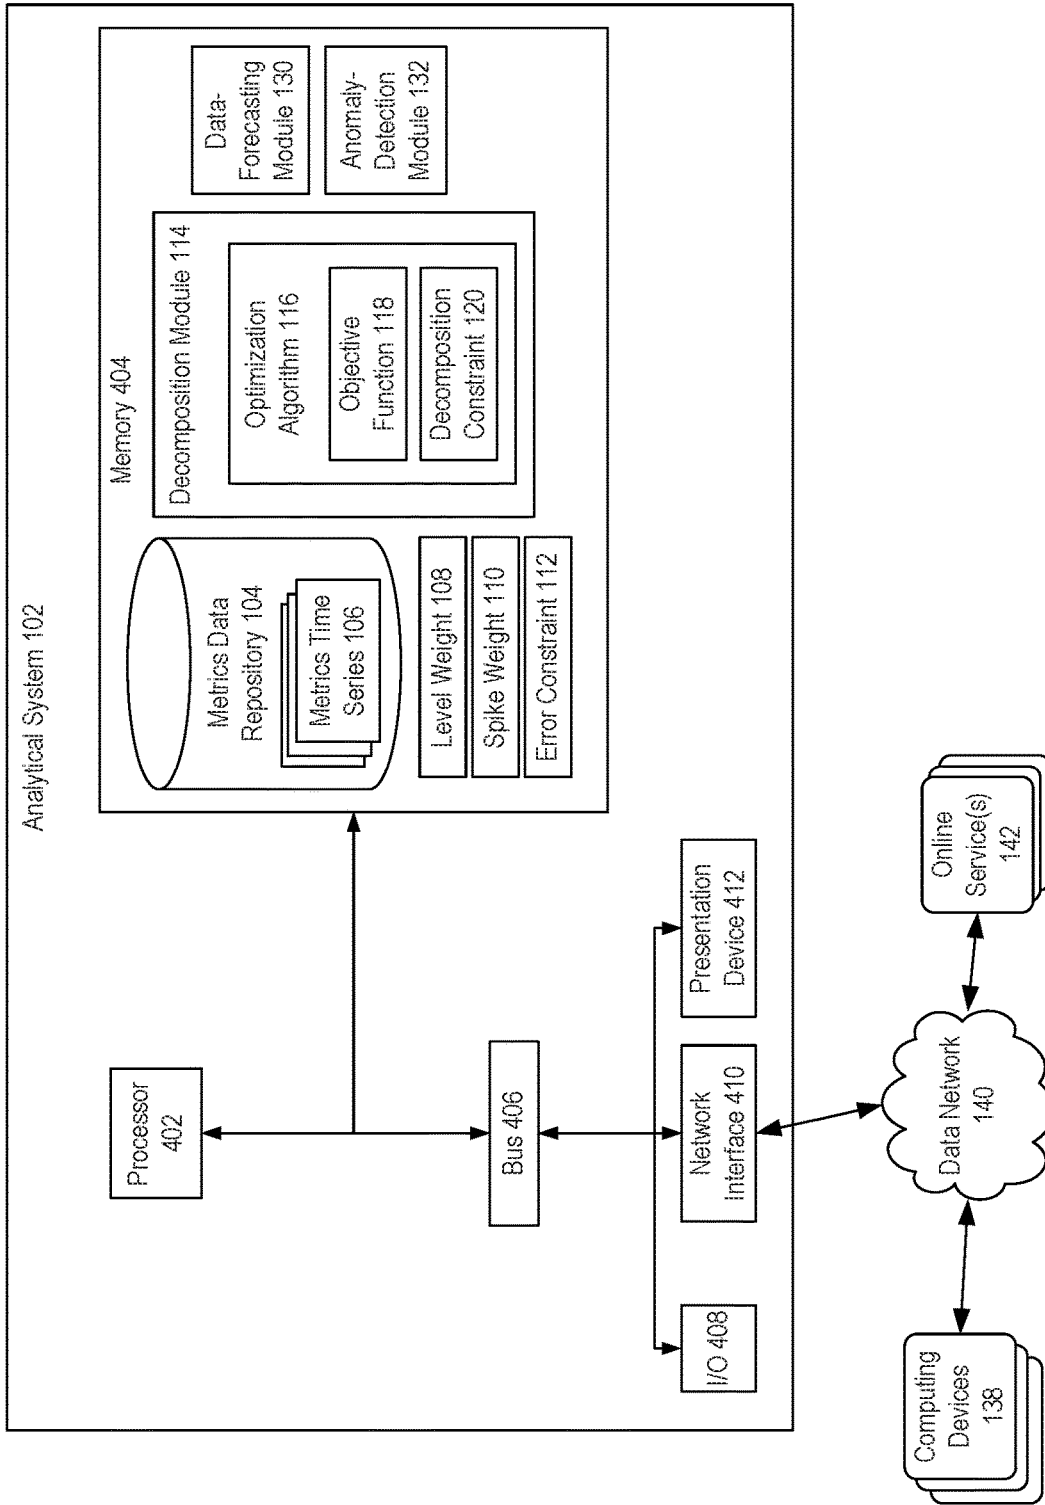 Analytical System 102
Processor
402
Memory 404
Metrics Data
Repository 104
Metrics Time
Series 106
Level Weight 108
Spike Weight 110
Error Constraint 112
Decomposition Module 114
Optimization
Algorithm 116
Objective
Function 118
Decomposition
Constraint 120
Data-
Forecasting
Module 130
Anomaly-
Detection
Module 132
Bus 406
I/O 408
Network
Interface 410
Presentation
Device 412
Computing
Devices
138
Data Network
140
Online
Service(s)
142